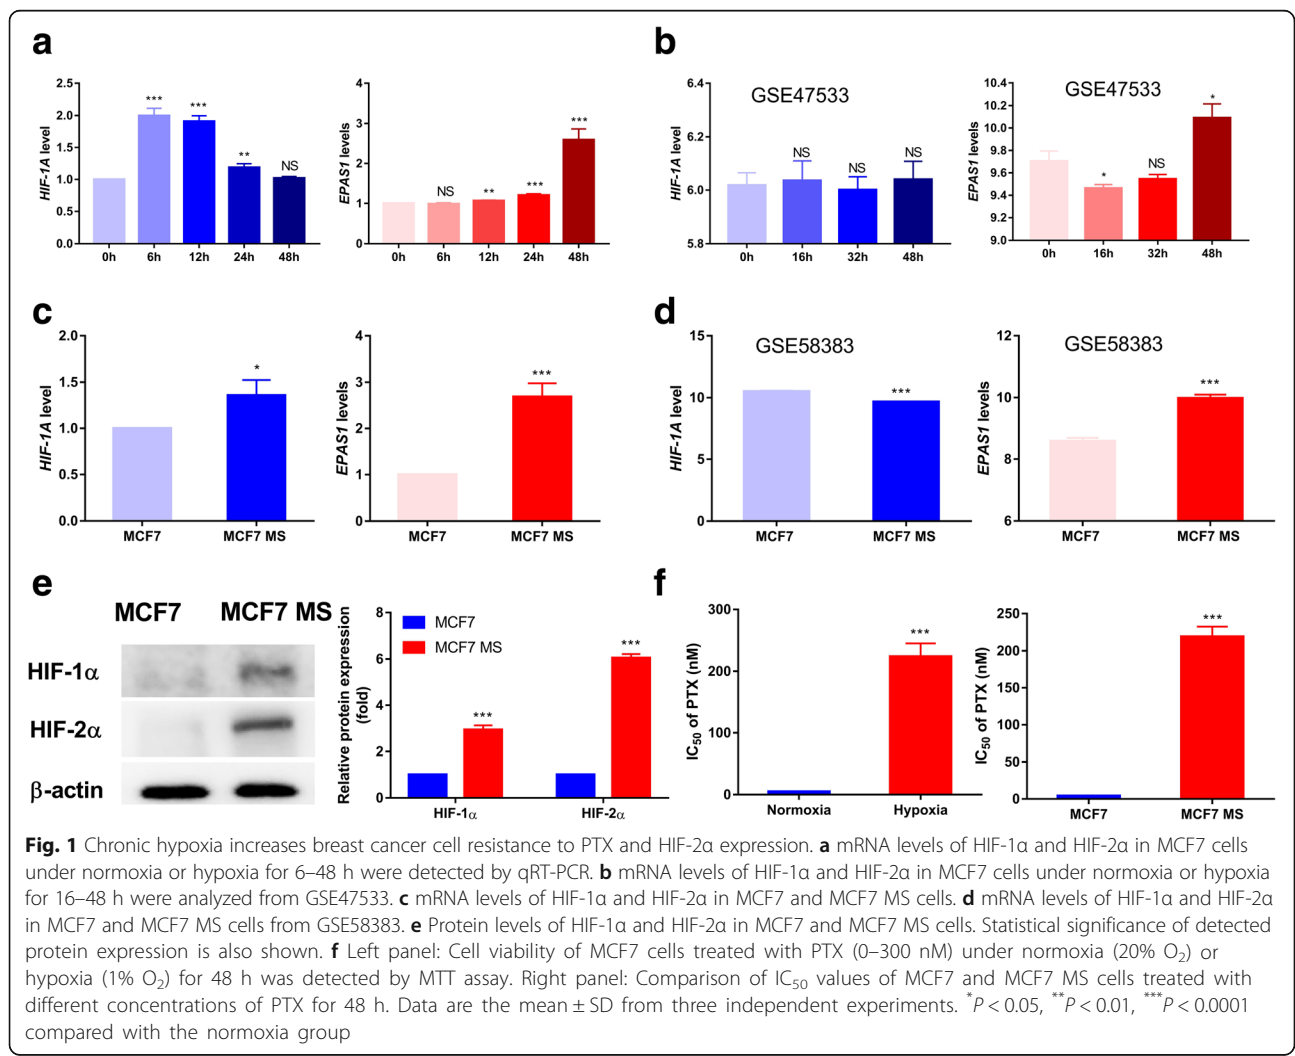 a
HIF-1A level
2.5
2.0
1.5
1.0
0.5
0.0
***
***
**
NS
0h 6h 12h 24h 48h
EPAS1 levels
4
3
2
1
0
NS
**
***
***
0h 6h 12h 24h 48h
b
GSE47533
HIF-1A level
6.4
6.2
6.0
5.8
NS
NS
NS
0h 16h 32h 48h
GSE47533
EPAS1 levels
10.4
10.2
10.0
9.8
9.6
9.4
9.2
9.0
*
NS
*
0h 16h 32h 48h
c
HIF-1A level
2.0
1.5
1.0
0.5
0.0
*
MCF7 MCF7 MS
EPAS1 levels
4
3
2
1
0
***
MCF7 MCF7 MS
d
GSE58383
HIF-1A level
15
10
5
0
***
MCF7 MCF7 MS
GSE58383
EPAS1 levels
12
10
8
6
***
MCF7 MCF7 MS
e
MCF7 MCF7 MS
HIF-1α
HIF-2α
β-actin
Relative protein expression
(fold)
8
6
4
2
0
MCF7
MCF7 MS
***
***
HIF-1α HIF-2α
f
IC50 of PTX (nM)
300
200
100
0
***
Normoxia Hypoxia
IC50 of PTX (nM)
250
200
150
100
50
0
***
MCF7 MCF7 MS
Fig. 1 Chronic hypoxia increases breast cancer cell resistance to PTX and HIF-2α expression. a mRNA levels of HIF-1α and HIF-2α in MCF7 cells
under normoxia or hypoxia for 6–48 h were detected by qRT-PCR. b mRNA levels of HIF-1α and HIF-2α in MCF7 cells under normoxia or hypoxia
for 16–48 h were analyzed from GSE47533. c mRNA levels of HIF-1α and HIF-2α in MCF7 and MCF7 MS cells. d mRNA levels of HIF-1α and HIF-2α
in MCF7 and MCF7 MS cells from GSE58383. e Protein levels of HIF-1α and HIF-2α in MCF7 and MCF7 MS cells. Statistical significance of detected
protein expression is also shown. f Left panel: Cell viability of MCF7 cells treated with PTX (0–300 nM) under normoxia (20% O2) or
hypoxia (1% O2) for 48 h was detected by MTT assay. Right panel: Comparison of IC50 values of MCF7 and MCF7 MS cells treated with
different concentrations of PTX for 48 h. Data are the mean ± SD from three independent experiments. *P < 0.05, **P < 0.01, ***P < 0.0001
compared with the normoxia group